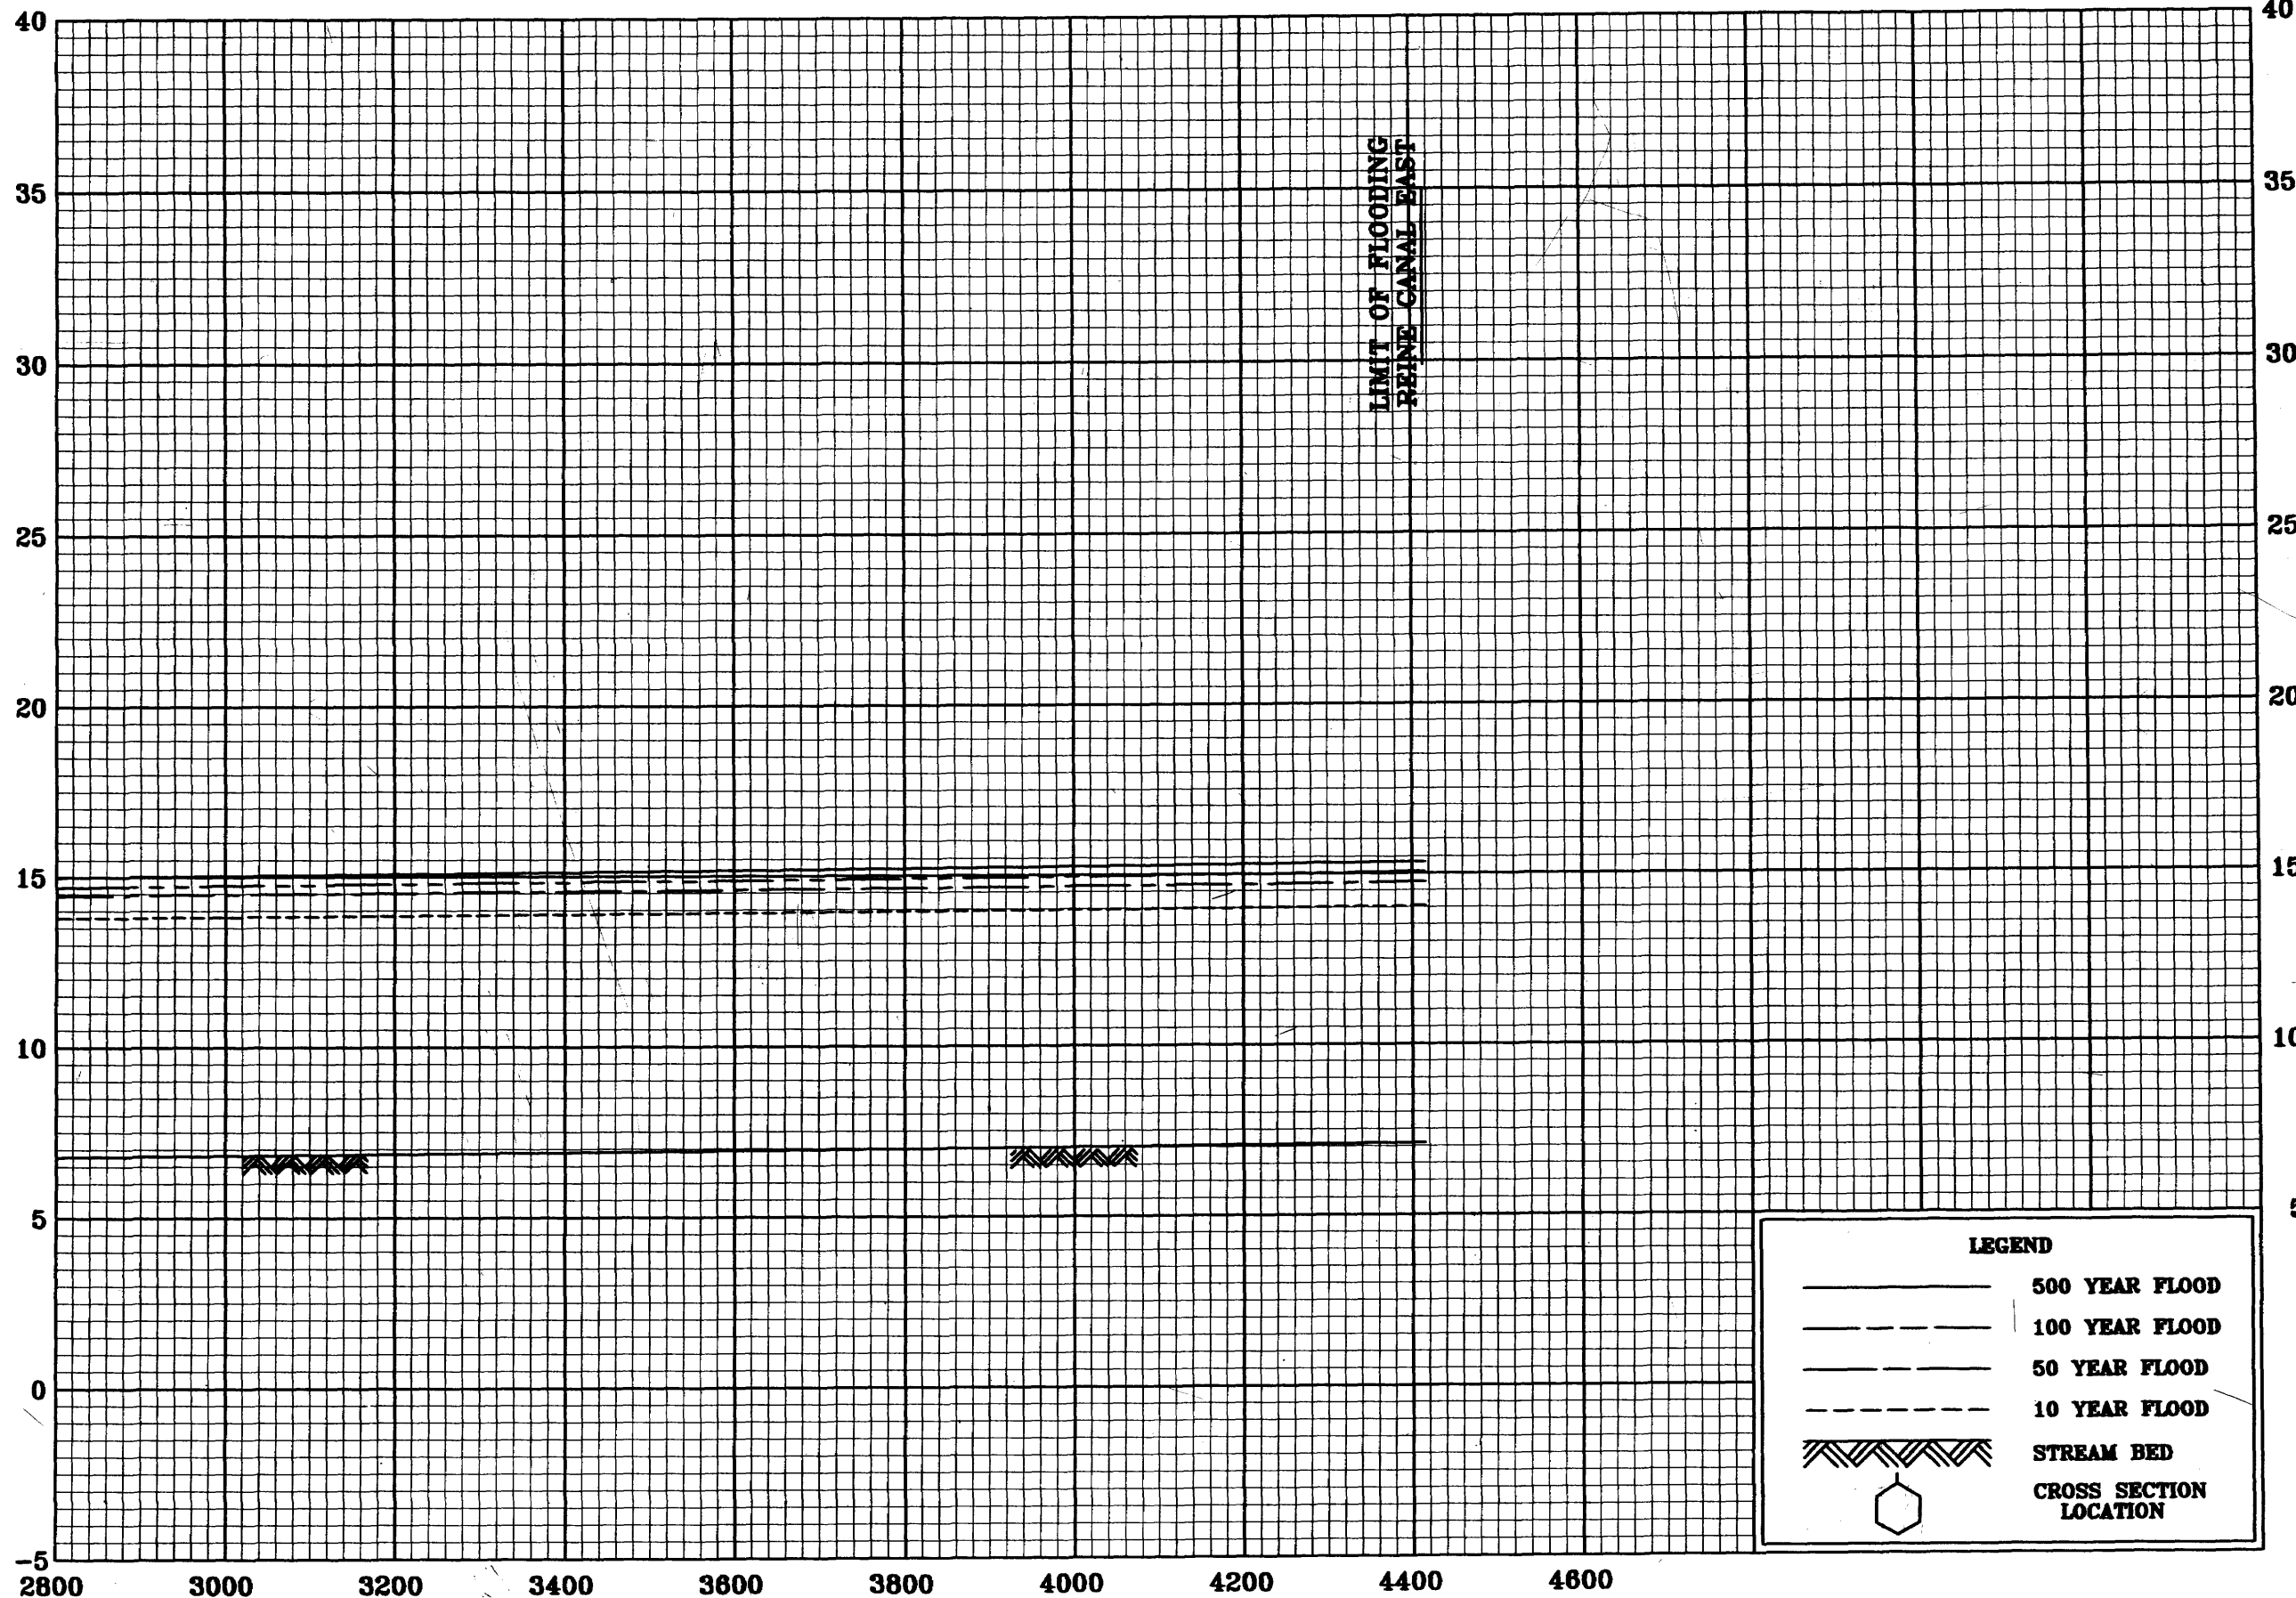 40
40
35
35
30
30
25
25
20
20
15
15
10
10
5
5
0
-5
2800 3000 3200 3400 3600 3800 4000 4200 4400 4600
LIMIT OF FLOODING
REINE CANAL EAST
LEGEND
500 YEAR FLOOD
100 YEAR FLOOD
50 YEAR FLOOD
10 YEAR FLOOD
STREAM BED
CROSS SECTION
LOCATION